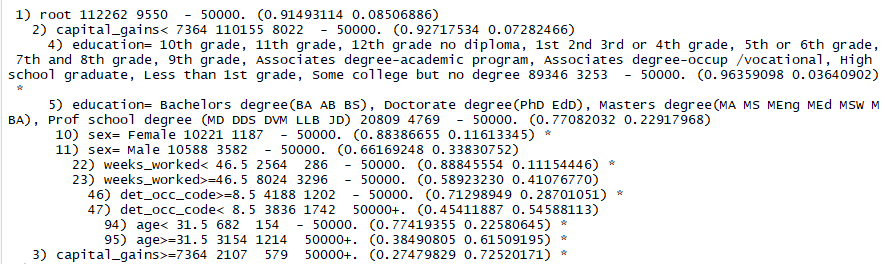 1) root 112262 9550  - 50000. (0.91493114 0.08506886)
2) capital_gains< 7364 110155 8022  - 50000. (0.92717534 0.07282466)
4) education= 10th grade, 11th grade, 12th grade no diploma, 1st 2nd 3rd or 4th grade, 5th or 6th grade,
7th and 8th grade, 9th grade, Associates degree-academic program, Associates degree-occup /vocational, High
school graduate, Less than 1st grade, Some college but no degree 89346 3253  - 50000. (0.96359098 0.03640902)
*
5) education= Bachelors degree(BA AB BS), Doctorate degree(PhD EdD), Masters degree(MA MS MEng MEd MSW M
BA), Prof school degree (MD DDS DVM LLB JD) 20809 4769  - 50000. (0.77082032 0.22917968)
10) sex= Female 10221 1187  - 50000. (0.88386655 0.11613345) *
11) sex= Male 10588 3582  - 50000. (0.66169248 0.33830752)
22) weeks_worked< 46.5 2564  286  - 50000. (0.88845554 0.11154446) *
23) weeks_worked>=46.5 8024 3296  - 50000. (0.58923230 0.41076770)
46) det_occ_code>=8.5 4188 1202  - 50000. (0.71298949 0.28701051) *
47) det_occ_code< 8.5 3836 1742  50000+. (0.45411887 0.54588113)
94) age< 31.5 682  154  - 50000. (0.77419355 0.22580645) *
95) age>=31.5 3154 1214  50000+. (0.38490805 0.61509195) *
3) capital_gains>=7364 2107  579  50000+. (0.27479829 0.72520171) *